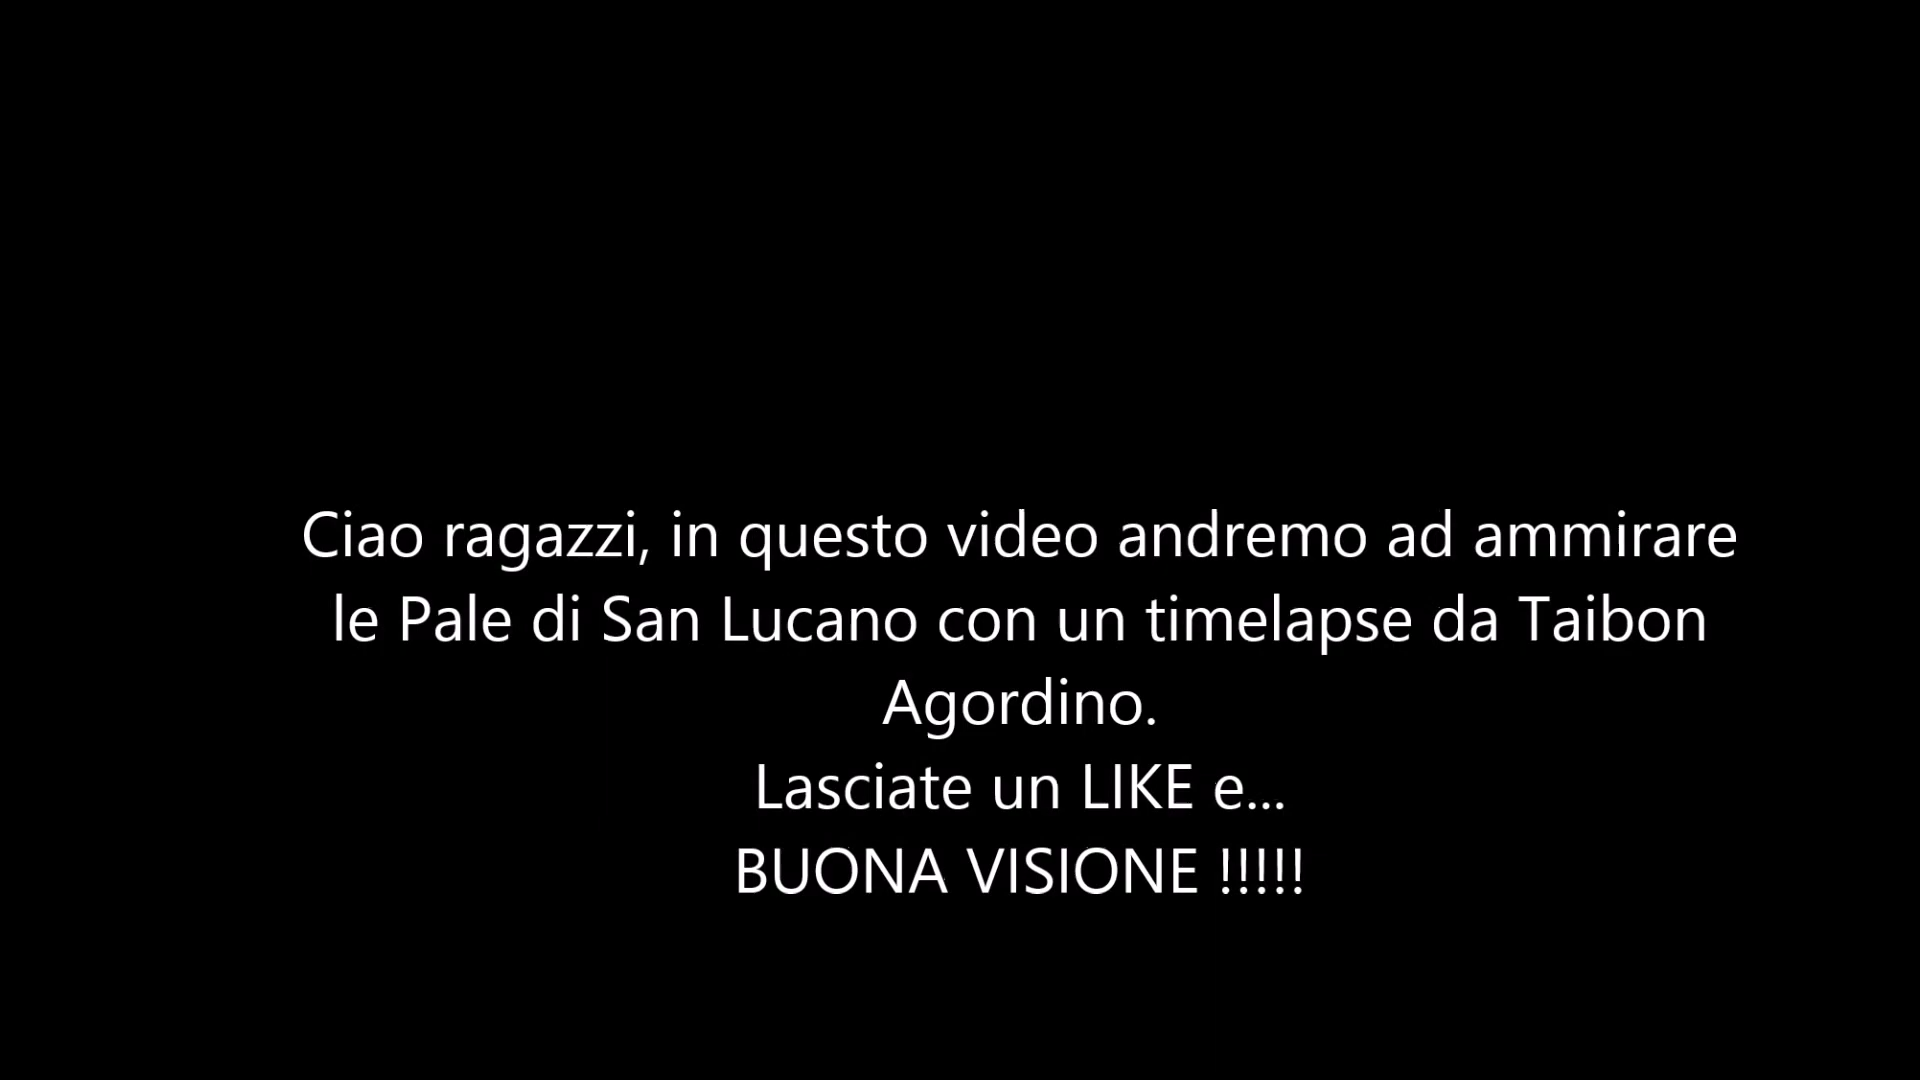 Ciao ragazzi, in questo video andremo ad ammirare
le Pale di San Lucano con un timelapse da Taibon
Agordino.
Lasciate un LIKE e...
BUONA VISIONE !!!!!